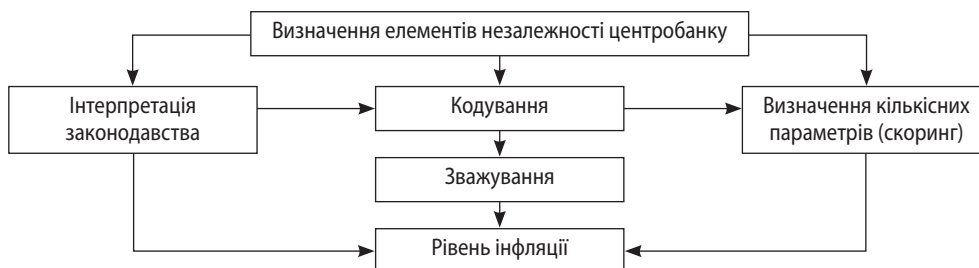 Визначення елементів незалежності центробанку
Інтерпретація
законодавства
Кодування
Визначення кількісних
параметрів (скоринг)
Зважування
Рівень інфляції